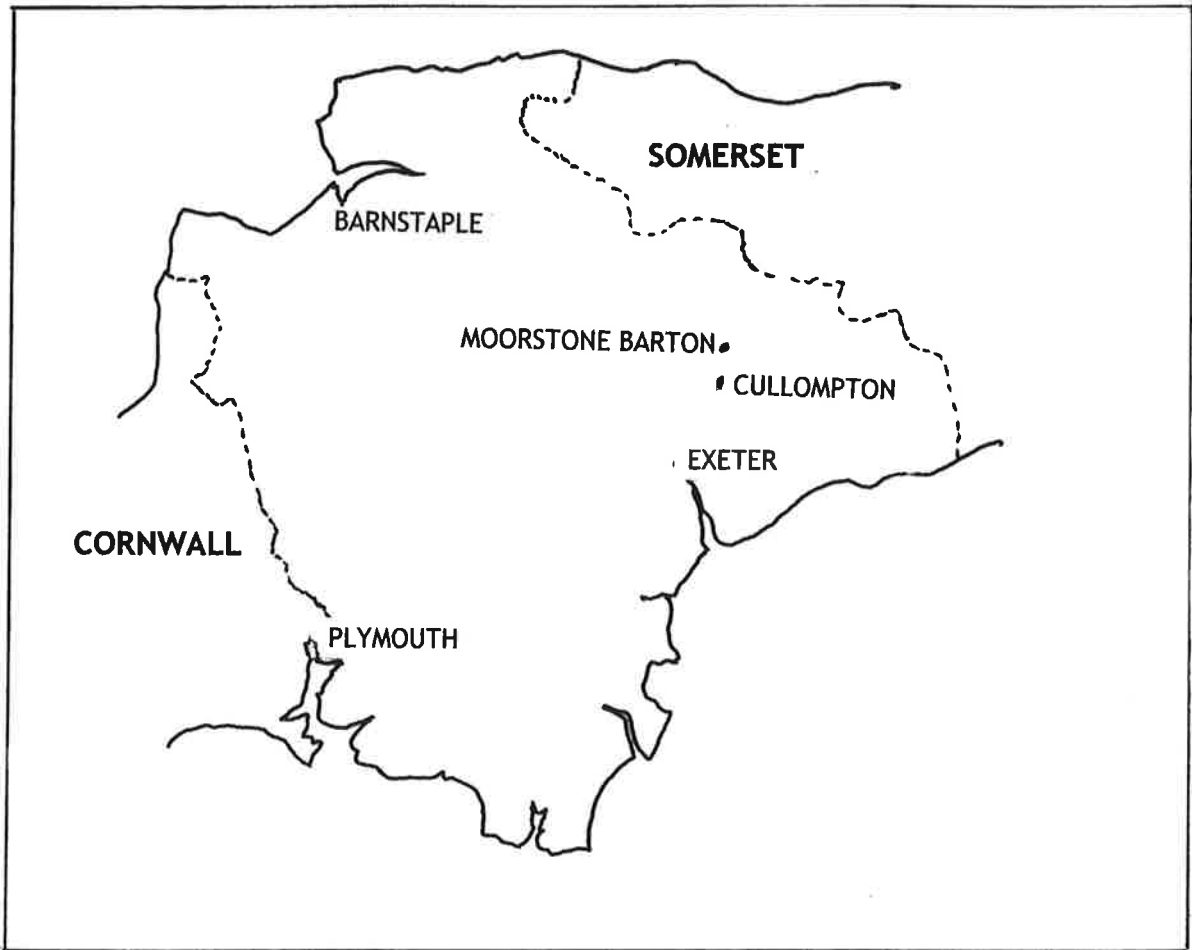 SOMERSET
BARNSTAPLE
MOORSTONE BARTON
CULLOMPTON
EXETER
CORNWALL
PLYMOUTH